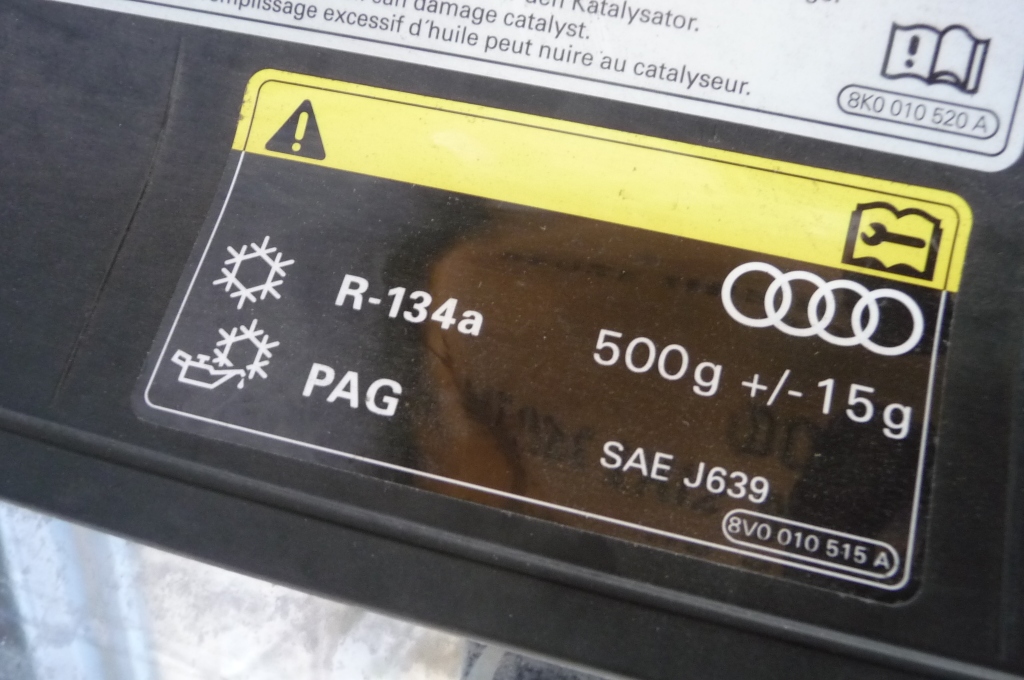 den Katalysator.
can damage catalyst.
excessif d'huile peut nuire au catalyseur.
8K0 010 520 A
R-134a
500g +/-15g
PAG
SAE J639
8V0 010 515 A